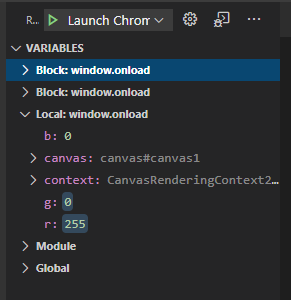 R... Launch Chrom
VARIABLES
Block: window.onload
Block: window.onload
Local: window.onload
b: 0
canvas: canvas#canvas1
context: CanvasRenderingContext2...
g: 0
r: 255
Module
Global